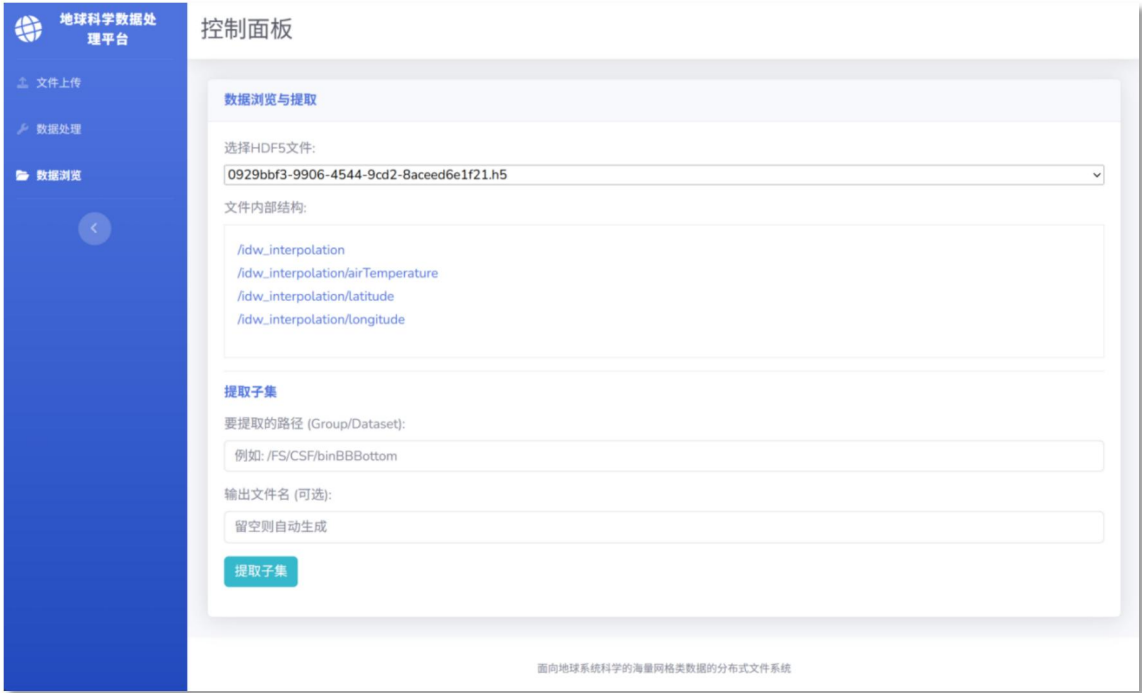 地球科学数据处
理平台
文件上传
数据处理
数据浏览
控制面板
数据浏览与提取
选择HDF5文件:
0929bbf3-9906-4544-9cd2-8aceed6e1f21.h5
文件内部结构:
/idw_interpolation
/idw_interpolation/airTemperature
/idw_interpolation/latitude
/idw_interpolation/longitude
提取子集
要提取的路径 (Group/Dataset):
例如: /FS/CSF/binBBBottom
输出文件名 (可选):
留空则自动生成
提取子集
面向地球系统科学的海量网格类数据的分布式文件系统